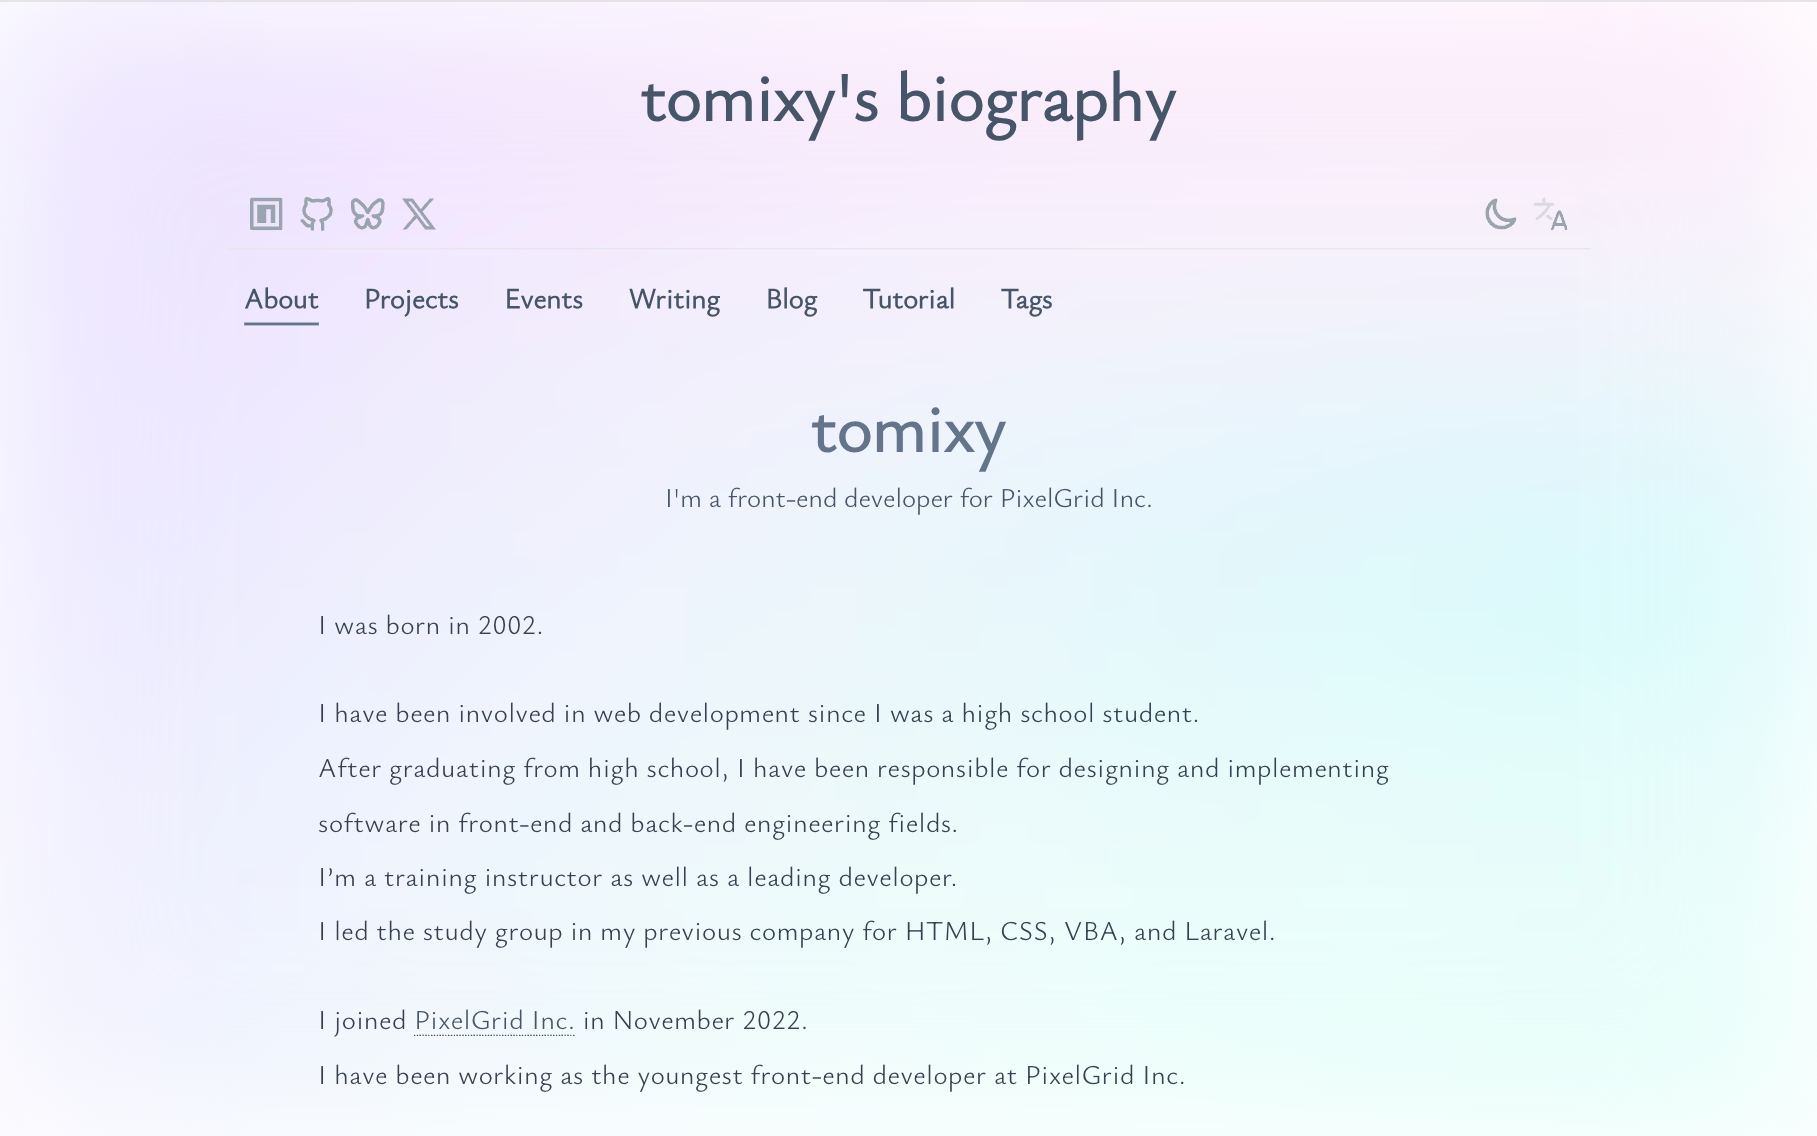 tomixy's biography
About Projects Events Writing Blog Tutorial Tags
tomixy
I'm a front-end developer for PixelGrid Inc.
I was born in 2002.
I have been involved in web development since I was a high school student.
After graduating from high school, I have been responsible for designing and implementing
software in front-end and back-end engineering fields.
I’m a training instructor as well as a leading developer.
I led the study group in my previous company for HTML, CSS, VBA, and Laravel.
I joined PixelGrid Inc. in November 2022.
I have been working as the youngest front-end developer at PixelGrid Inc.